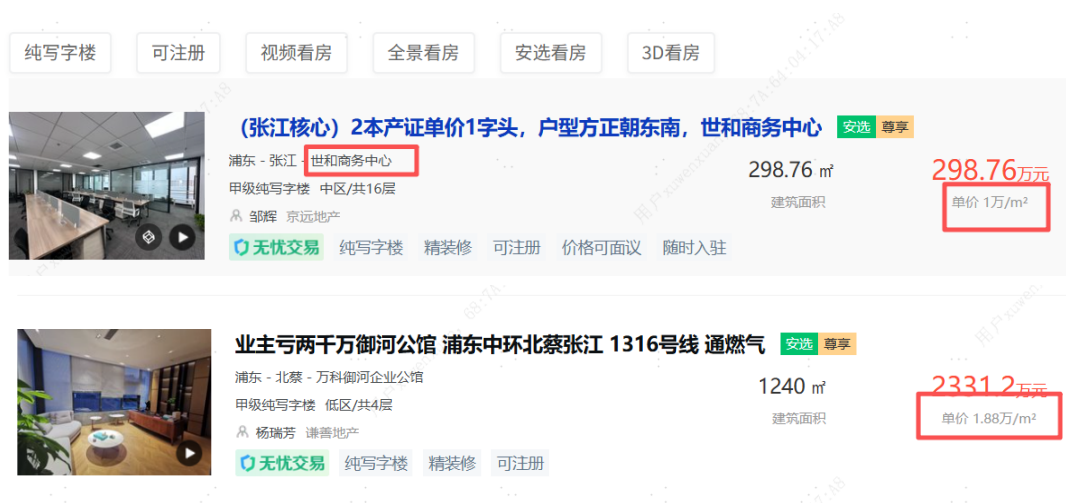 纯写字楼 可注册 视频看房 全景看房 安选看房 3D看房
（张江核心）2本产证单价1字头，户型方正朝东南，世和商务中心 安选 尊享
浦东 - 张江 - 世和商务中心
298.76 ㎡
298.76万元
甲级纯写字楼 中区/共16层
建筑面积
单价 1万/m²
邹辉 京远地产
无忧交易 纯写字楼 精装修 可注册 价格可面议 随时入驻
业主亏两千万御河公馆 浦东中环北蔡张江 1316号线 通燃气 安选 尊享
浦东 - 北蔡 - 万科御河企业公馆
1240 ㎡
2331.2万元
甲级纯写字楼 低区/共4层
建筑面积
单价 1.88万/m²
杨瑞芳 谦善地产
无忧交易 纯写字楼 精装修 可注册